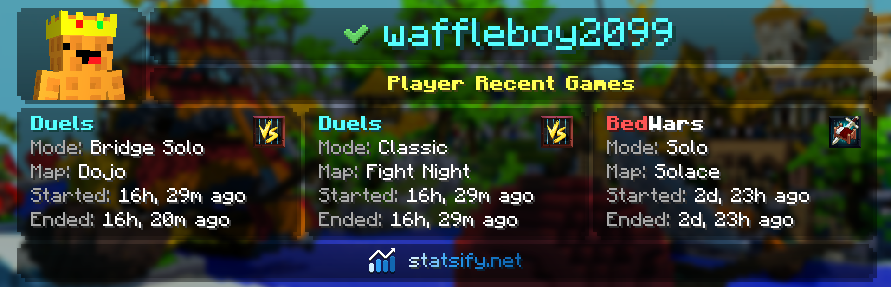 waffleboy2099
Player Recent Games
Duels
Mode: Bridge Solo
Map: Dojo
Started: 16h, 29m ago
Ended: 16h, 20m ago
Duels
Mode: Classic
Map: Fight Night
Started: 16h, 29m ago
Ended: 16h, 29m ago
BedWars
Mode: Solo
Map: Solace
Started: 2d, 23h ago
Ended: 2d, 23h ago
statsify.net